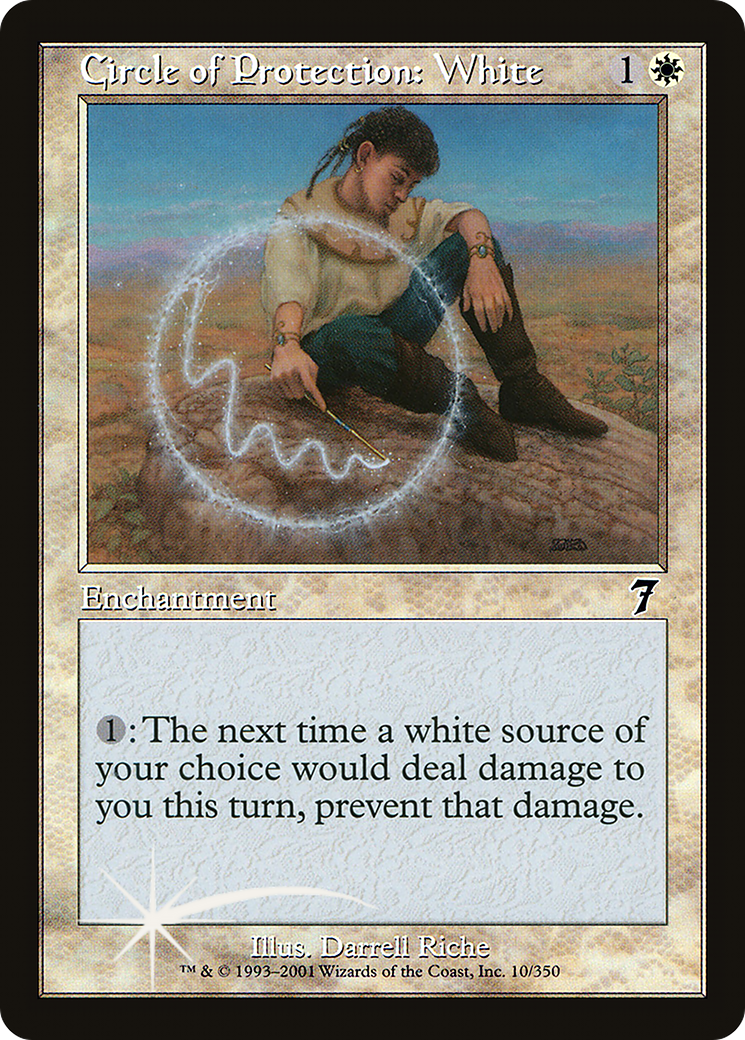 Circle of Protection: White 1
Enchantment 7
1: The next time a white source of
your choice would deal damage to
you this turn, prevent that damage.
Illus. Darrell Riche
™ & © 1993–2001 Wizards of the Coast, Inc. 10/350